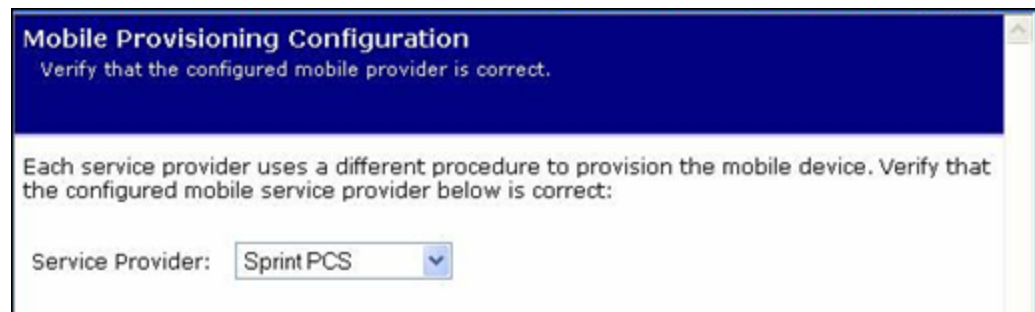 Mobile Provisioning Configuration
Verify that the configured mobile provider is correct.
Each service provider uses a different procedure to provision the mobile device. Verify that
the configured mobile service provider below is correct:
Service Provider: Sprint PCS